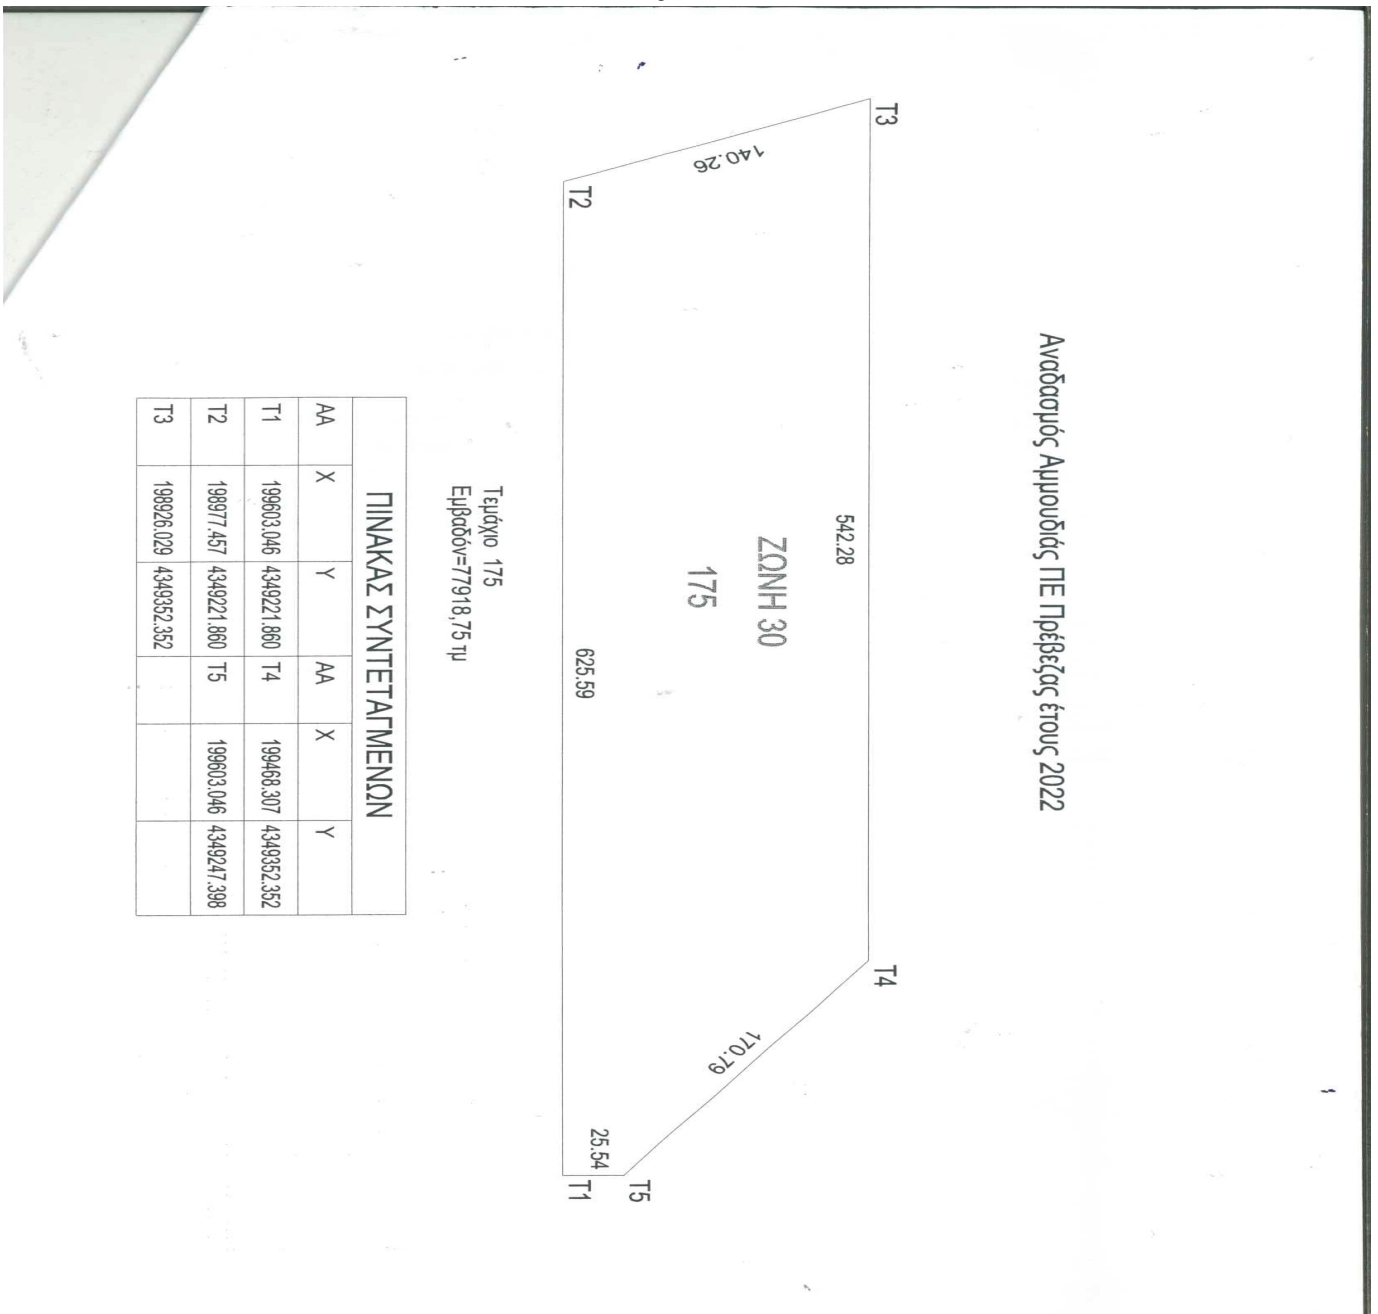 Αναδασμός Αμμουδιάς ΠΕ Πρέβεζας έτους 2022
T3
T4
542.28
140.26
ΖΩΝΗ 30
175
170.79
625.59
25.54
T5
T2
T1
Τεμάχιο 175
Εμβαδόν=77918,75 τμ
ΠΙΝΑΚΑΣ ΣΥΝΤΕΤΑΓΜΕΝΩΝ
ΑΑ X Y ΑΑ X Y
T1 199603.046 4349221.860 T4 199468.307 4349352.352
T2 198977.457 4349221.860 T5 199603.046 4349247.398
T3 198926.029 4349352.352